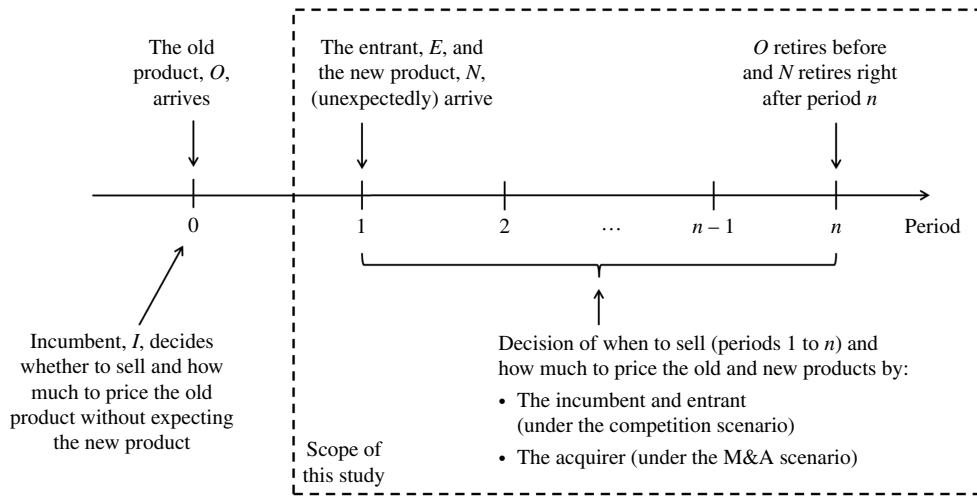 The old
product, O,
arrives
The entrant, E, and
the new product, N,
(unexpectedly) arrive
O retires before
and N retires right
after period n
0
1
2
…
n – 1
n
Period
Incumbent, I, decides
whether to sell and how
much to price the old
product without expecting
the new product
Decision of when to sell (periods 1 to n) and
how much to price the old and new products by:
• The incumbent and entrant
(under the competition scenario)
• The acquirer (under the M&A scenario)
Scope of
this study